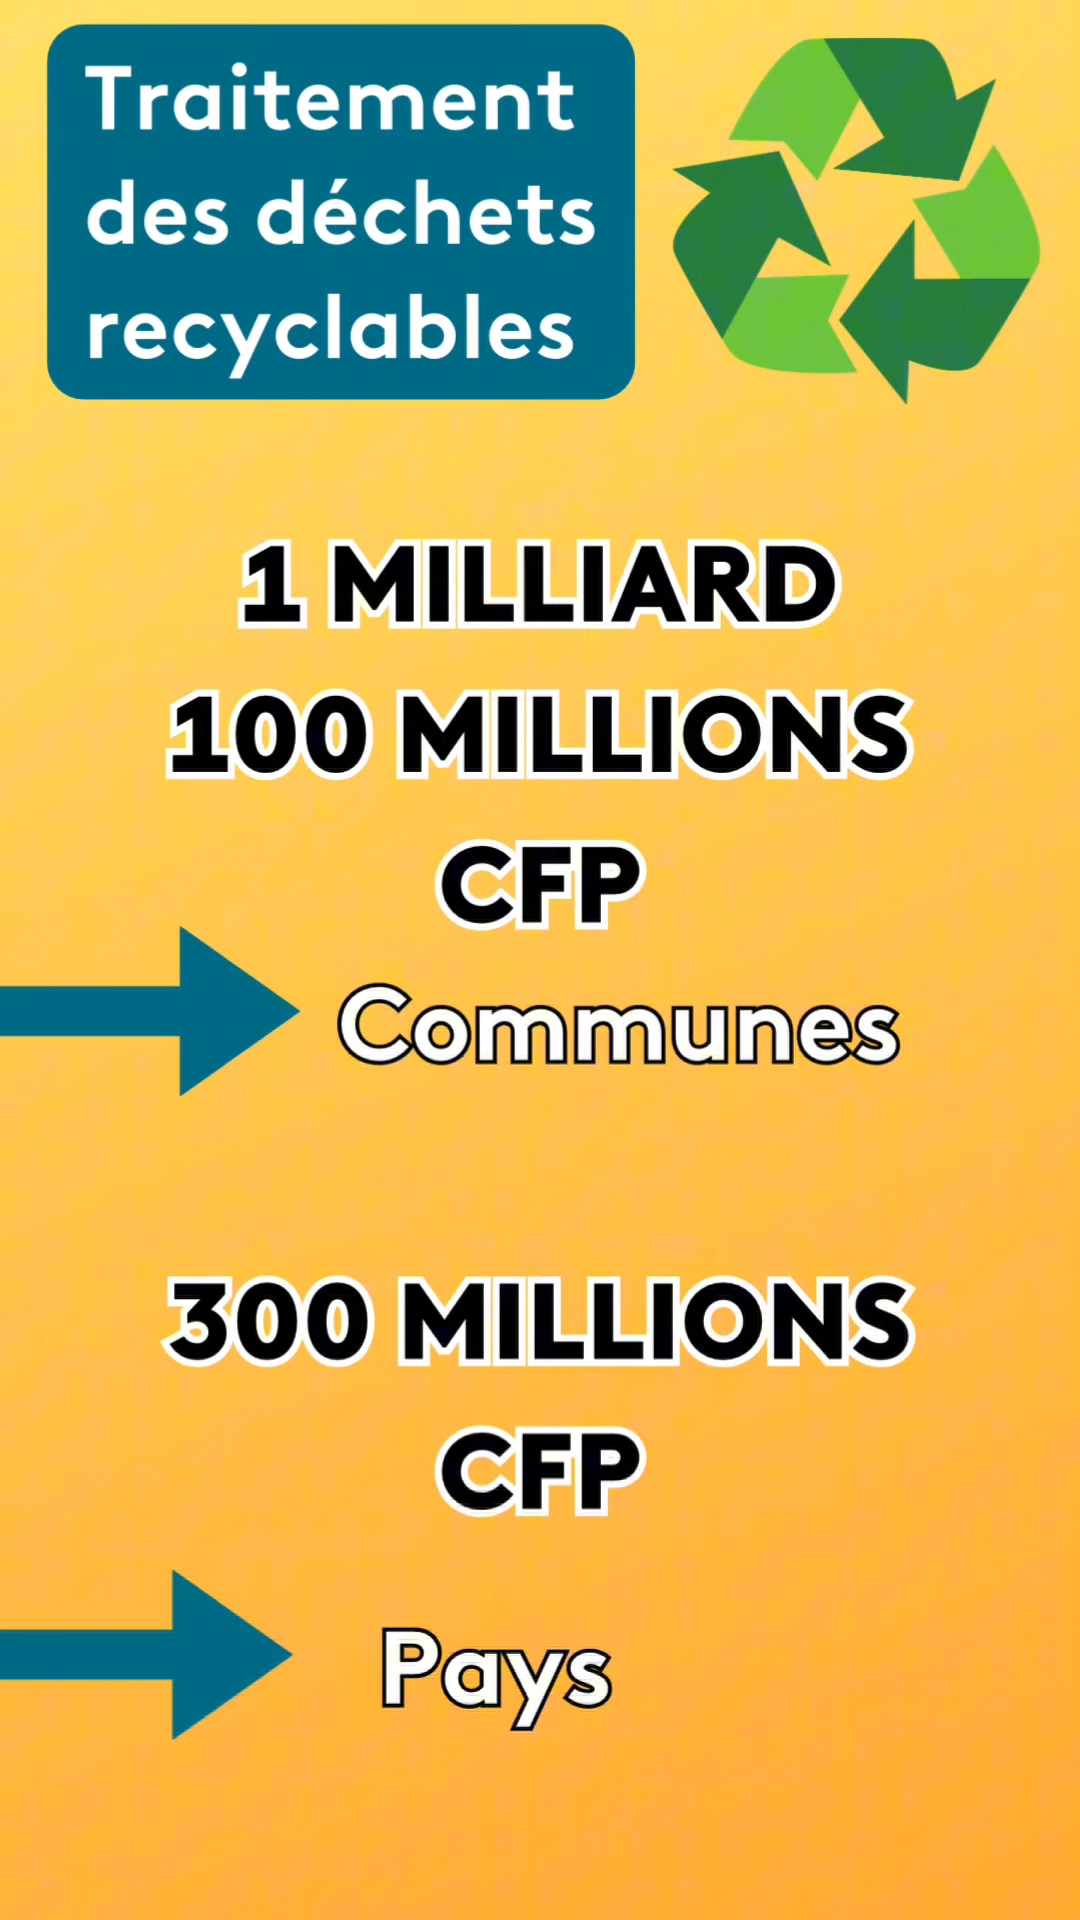 Traitement
des déchets
recyclables
1 MILLIARD
100 MILLIONS
CFP
Communes
300 MILLIONS
CFP
Pays